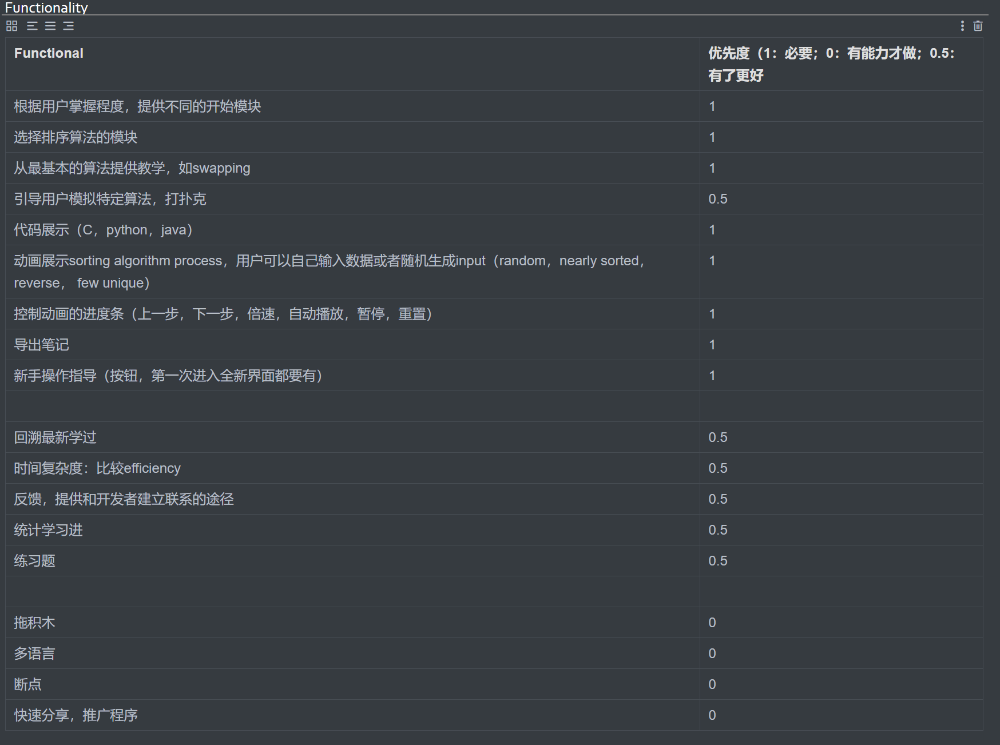 Functionality
Functional
优先度（1：必要；0：有能力才做；0.5：
有了更好
根据用户掌握程度，提供不同的开始模块
1
选择排序算法的模块
1
从最基本的算法提供教学，如swapping
1
引导用户模拟特定算法，打扑克
0.5
代码展示（C，python，java）
1
动画展示sorting algorithm process，用户可以自己输入数据或者随机生成input（random，nearly sorted，
reverse， few unique）
1
控制动画的进度条（上一步，下一步，倍速，自动播放，暂停，重置）
1
导出笔记
1
新手操作指导（按钮，第一次进入全新界面都要有）
1
回溯最新学过
0.5
时间复杂度：比较efficiency
0.5
反馈，提供和开发者建立联系的途径
0.5
统计学习进
0.5
练习题
0.5
拖积木
0
多语言
0
断点
0
快速分享，推广程序
0